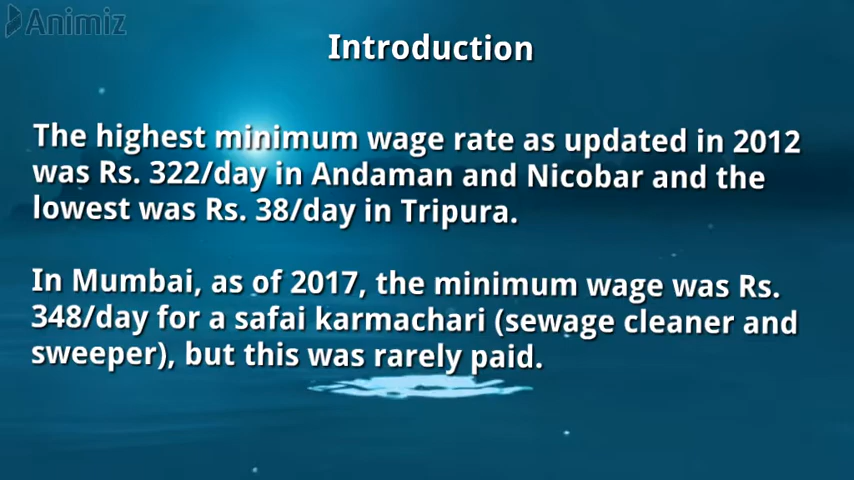 Animiz
Introduction
The highest minimum wage rate as updated in 2012
was Rs. 322/day in Andaman and Nicobar and the
lowest was Rs. 38/day in Tripura.
In Mumbai, as of 2017, the minimum wage was Rs.
348/day for a safai karmachari (sewage cleaner and
sweeper), but this was rarely paid.